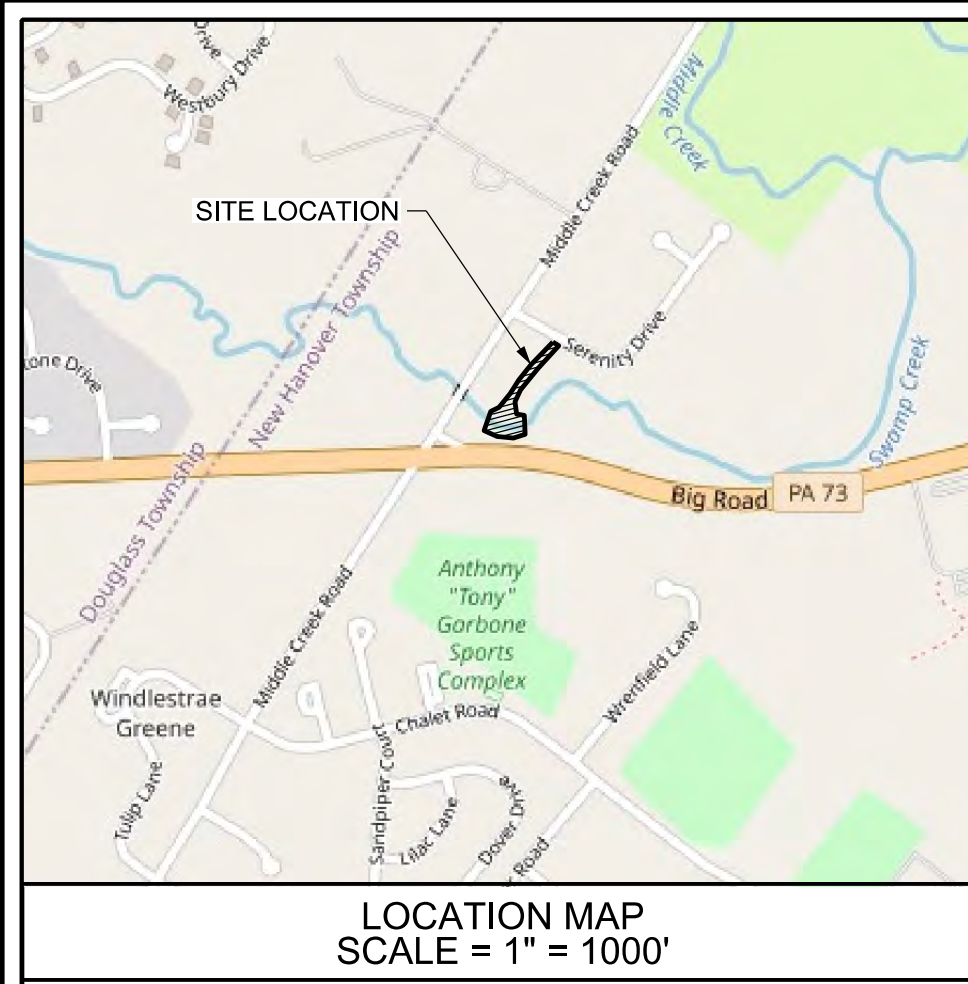 Drive
Westbury Drive
Middle Creek
Middle Creek Road
SITE LOCATION
New Hanover Township
Serenity Drive
Swamp Creek
tone Drive
Douglass Township
Big Road
PA 73
Anthony
"Tony"
Garbone
Sports
Complex
Middle Creek Road
Wrenfield Lane
Windlestrae
Greene
Chalet Road
Sandpiper Court
Tulip Lane
Lilac Lane
Dover Drive
r Road
LOCATION MAP
SCALE = 1" = 1000'